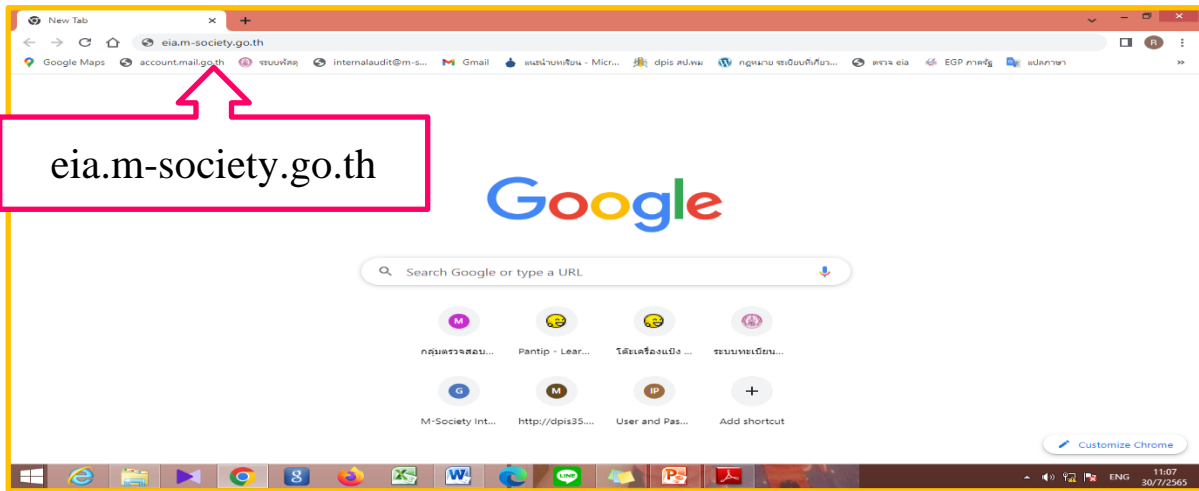 New Tab
eia.m-society.go.th
Google Maps account.mail.go.th ระบบพัสดุ internalaudit@m-s... Gmail แนะนำบทเรียน - Micr... dpis สป.พม กฎหมาย ระเบียบที่เกี่ยว... ตรวจ eia EGP ภาครัฐ แปลภาษา
eia.m-society.go.th
Google
Search Google or type a URL
M IP G M R
กลุ่มตรวจสอบ... Pantip - Lear... โต๊ะเครื่องแป้ง ... ระบบทะเบียน...
M-Society Int... http://dpis35.... User and Pas... Add shortcut
Customize Chrome
ENG 11:07
30/7/2565